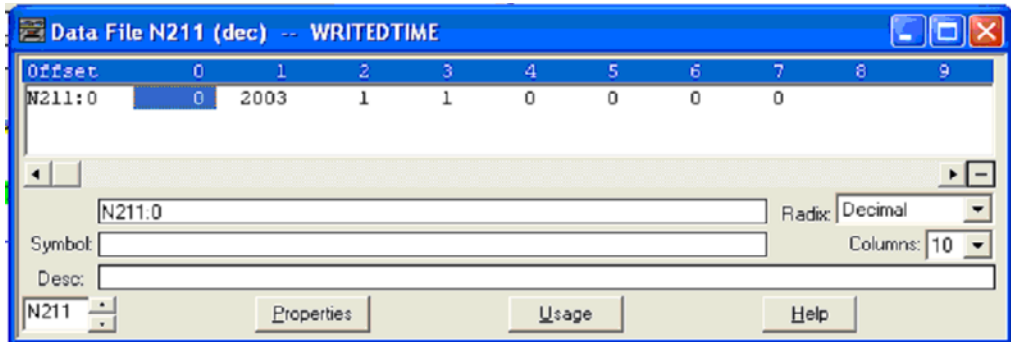 Data File N211 (dec) -- WRITEDTIME
Offset 0 1 2 3 4 5 6 7 8 9
N211:0 0 2003 1 1 0 0 0 0
N211:0 Radix: Decimal
Symbol: Columns: 10
Desc:
N211 Properties Usage Help